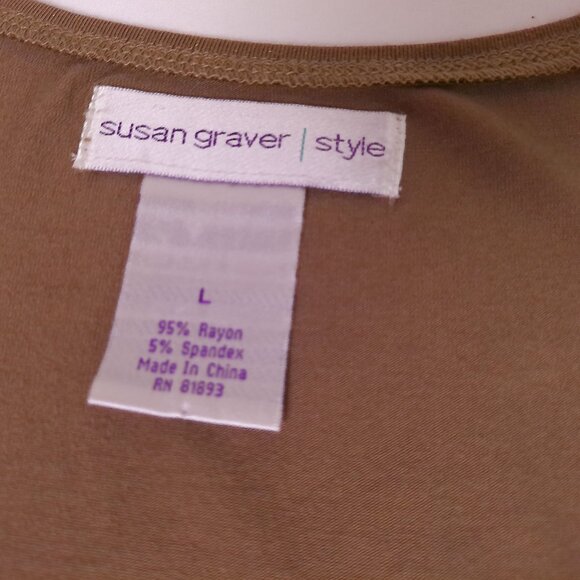 susan graver | style
L
95% Rayon
5% Spandex
Made In China
RN 81893